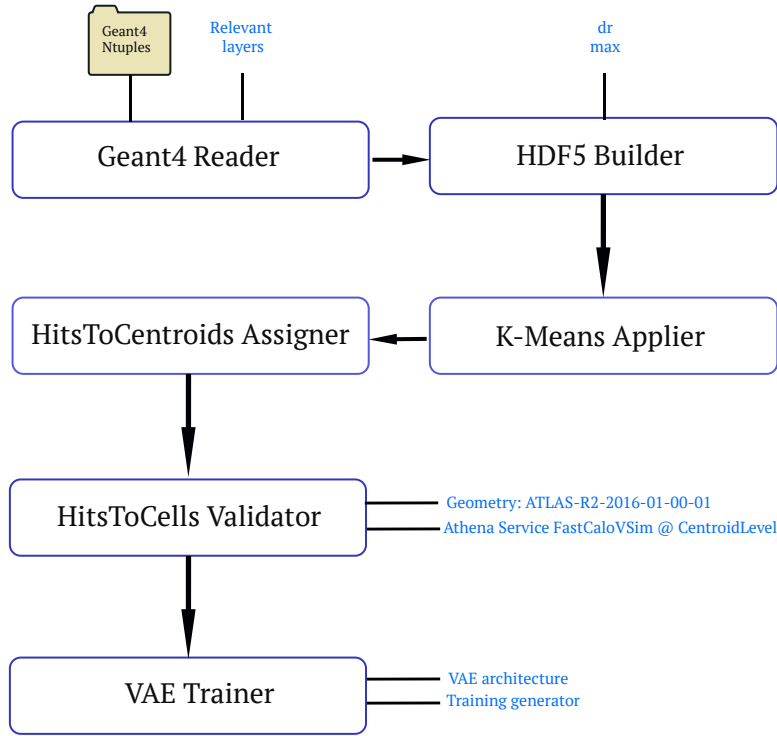 Geant4
Ntuples
Relevant
layers
dr
max
Geant4 Reader
HDF5 Builder
HitsToCentroids Assigner
K-Means Applier
HitsToCells Validator
Geometry: ATLAS-R2-2016-01-00-01
Athena Service FastCaloVSim @ CentroidLevel
VAE Trainer
VAE architecture
Training generator